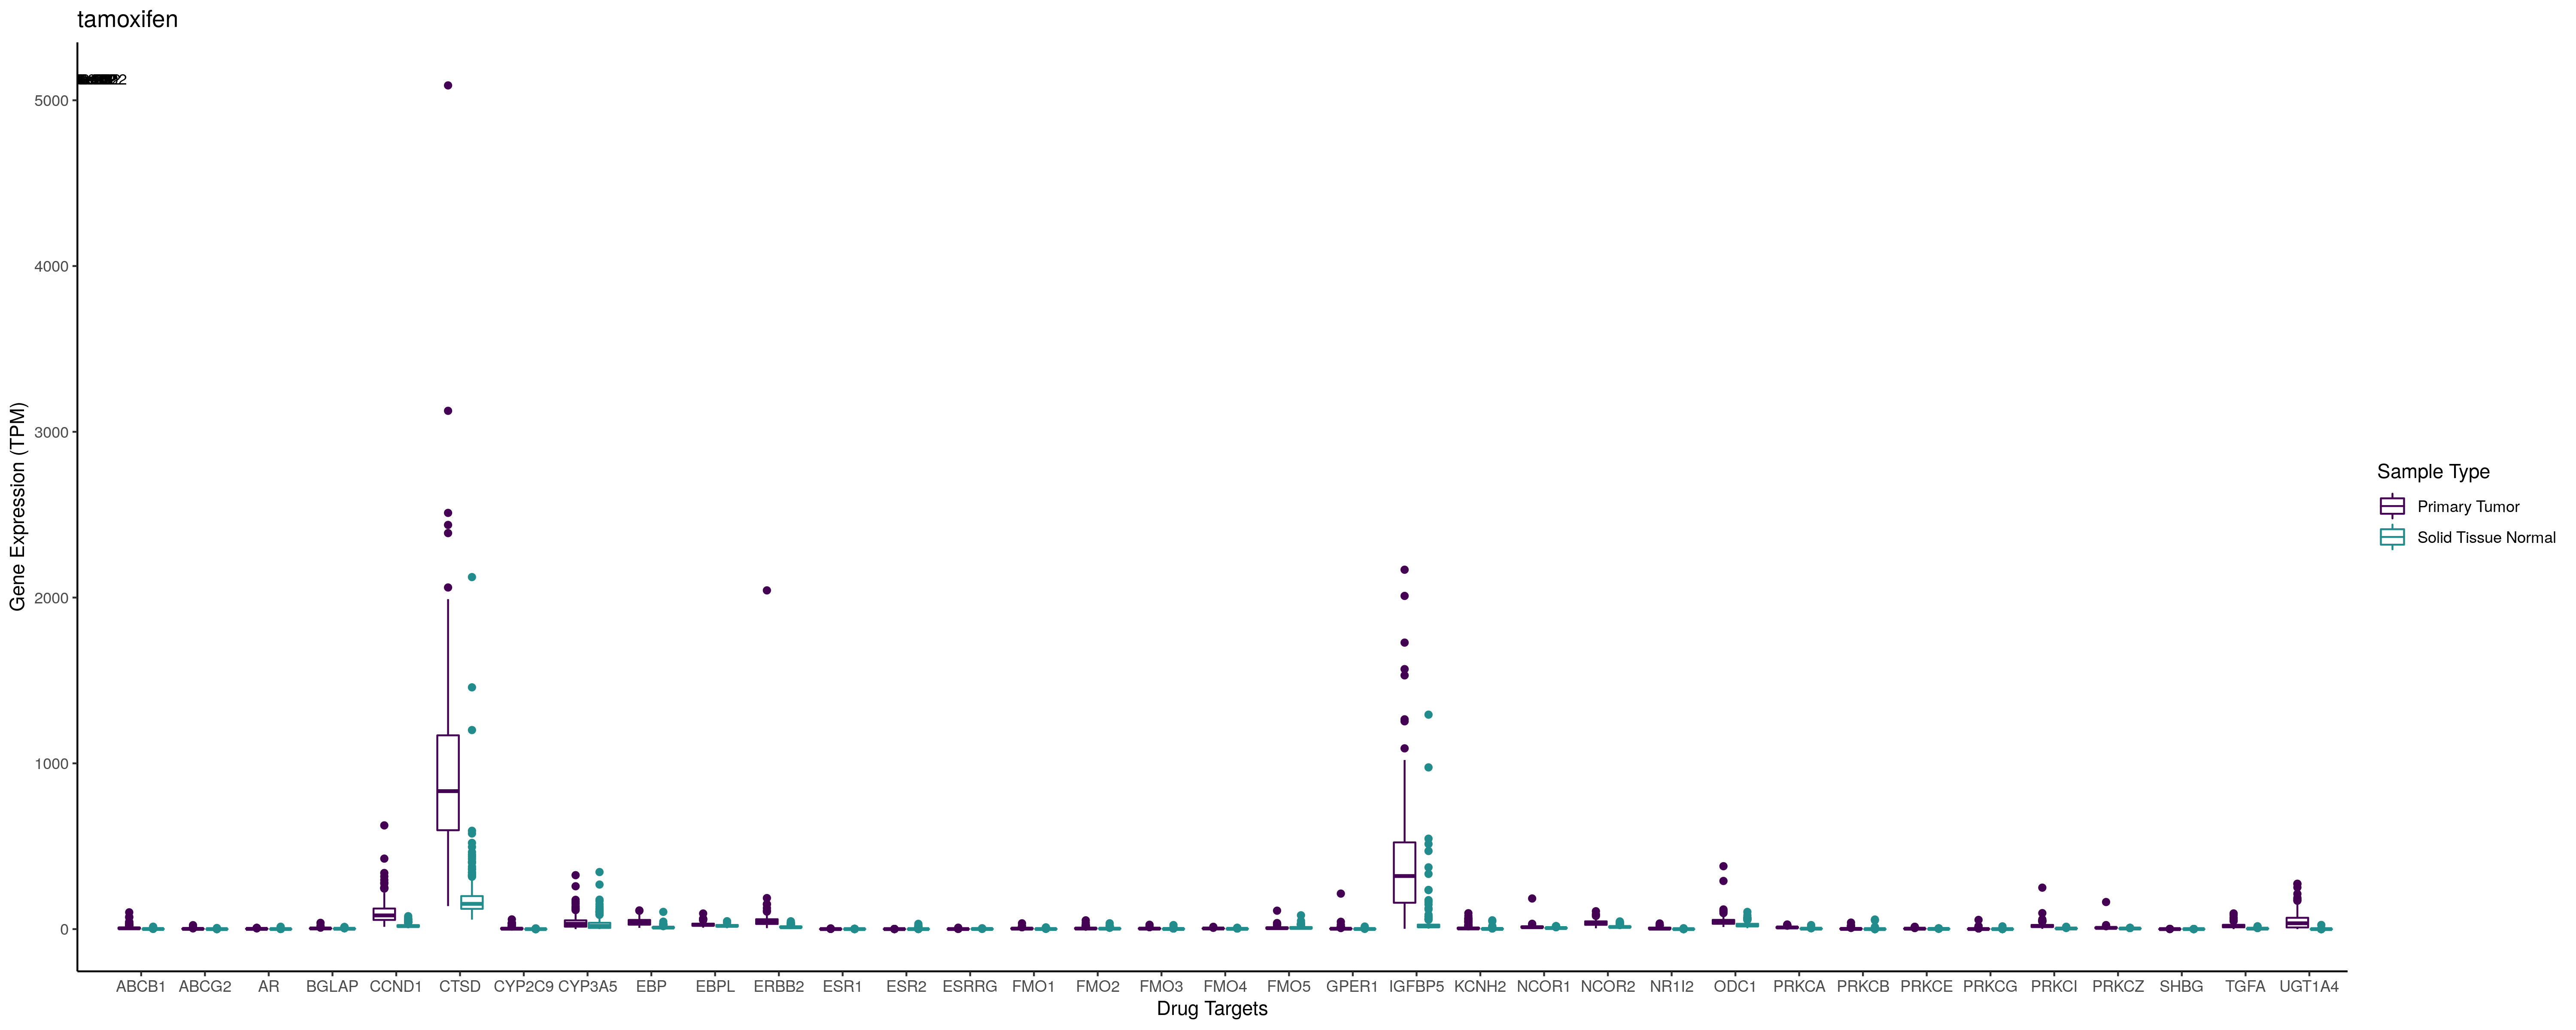 tamoxifen
5000
4000
3000
2000
1000
0
Gene Expression (TPM)
ABCB1 ABCG2 AR BGLAP CCND1 CTSD CYP2C9 CYP3A5 EBP EBPL ERBB2 ESR1 ESR2 ESRRG FMO1 FMO2 FMO3 FMO4 FMO5 GPER1 IGFBP5 KCNH2 NCOR1 NCOR2 NR1I2 ODC1 PRKCA PRKCB PRKCE PRKCG PRKCI PRKCZ SHBG TGFA UGT1A4
Drug Targets
Sample Type
Primary Tumor
Solid Tissue Normal